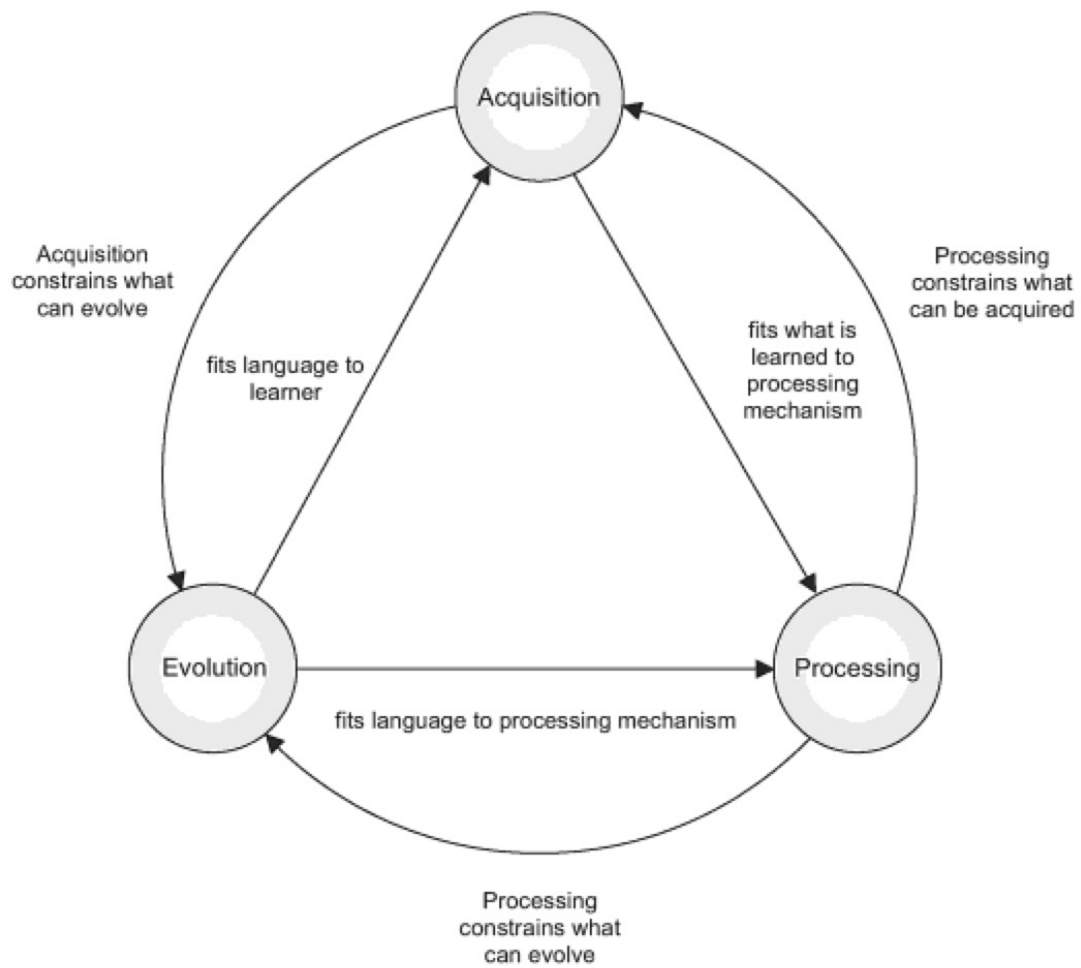 Acquisition
Acquisition
constrains what
can evolve
Processing
constrains what
can be acquired
fits language to
learner
fits what is
learned to
processing
mechanism
Evolution
Processing
fits language to processing mechanism
Processing
constrains what
can evolve